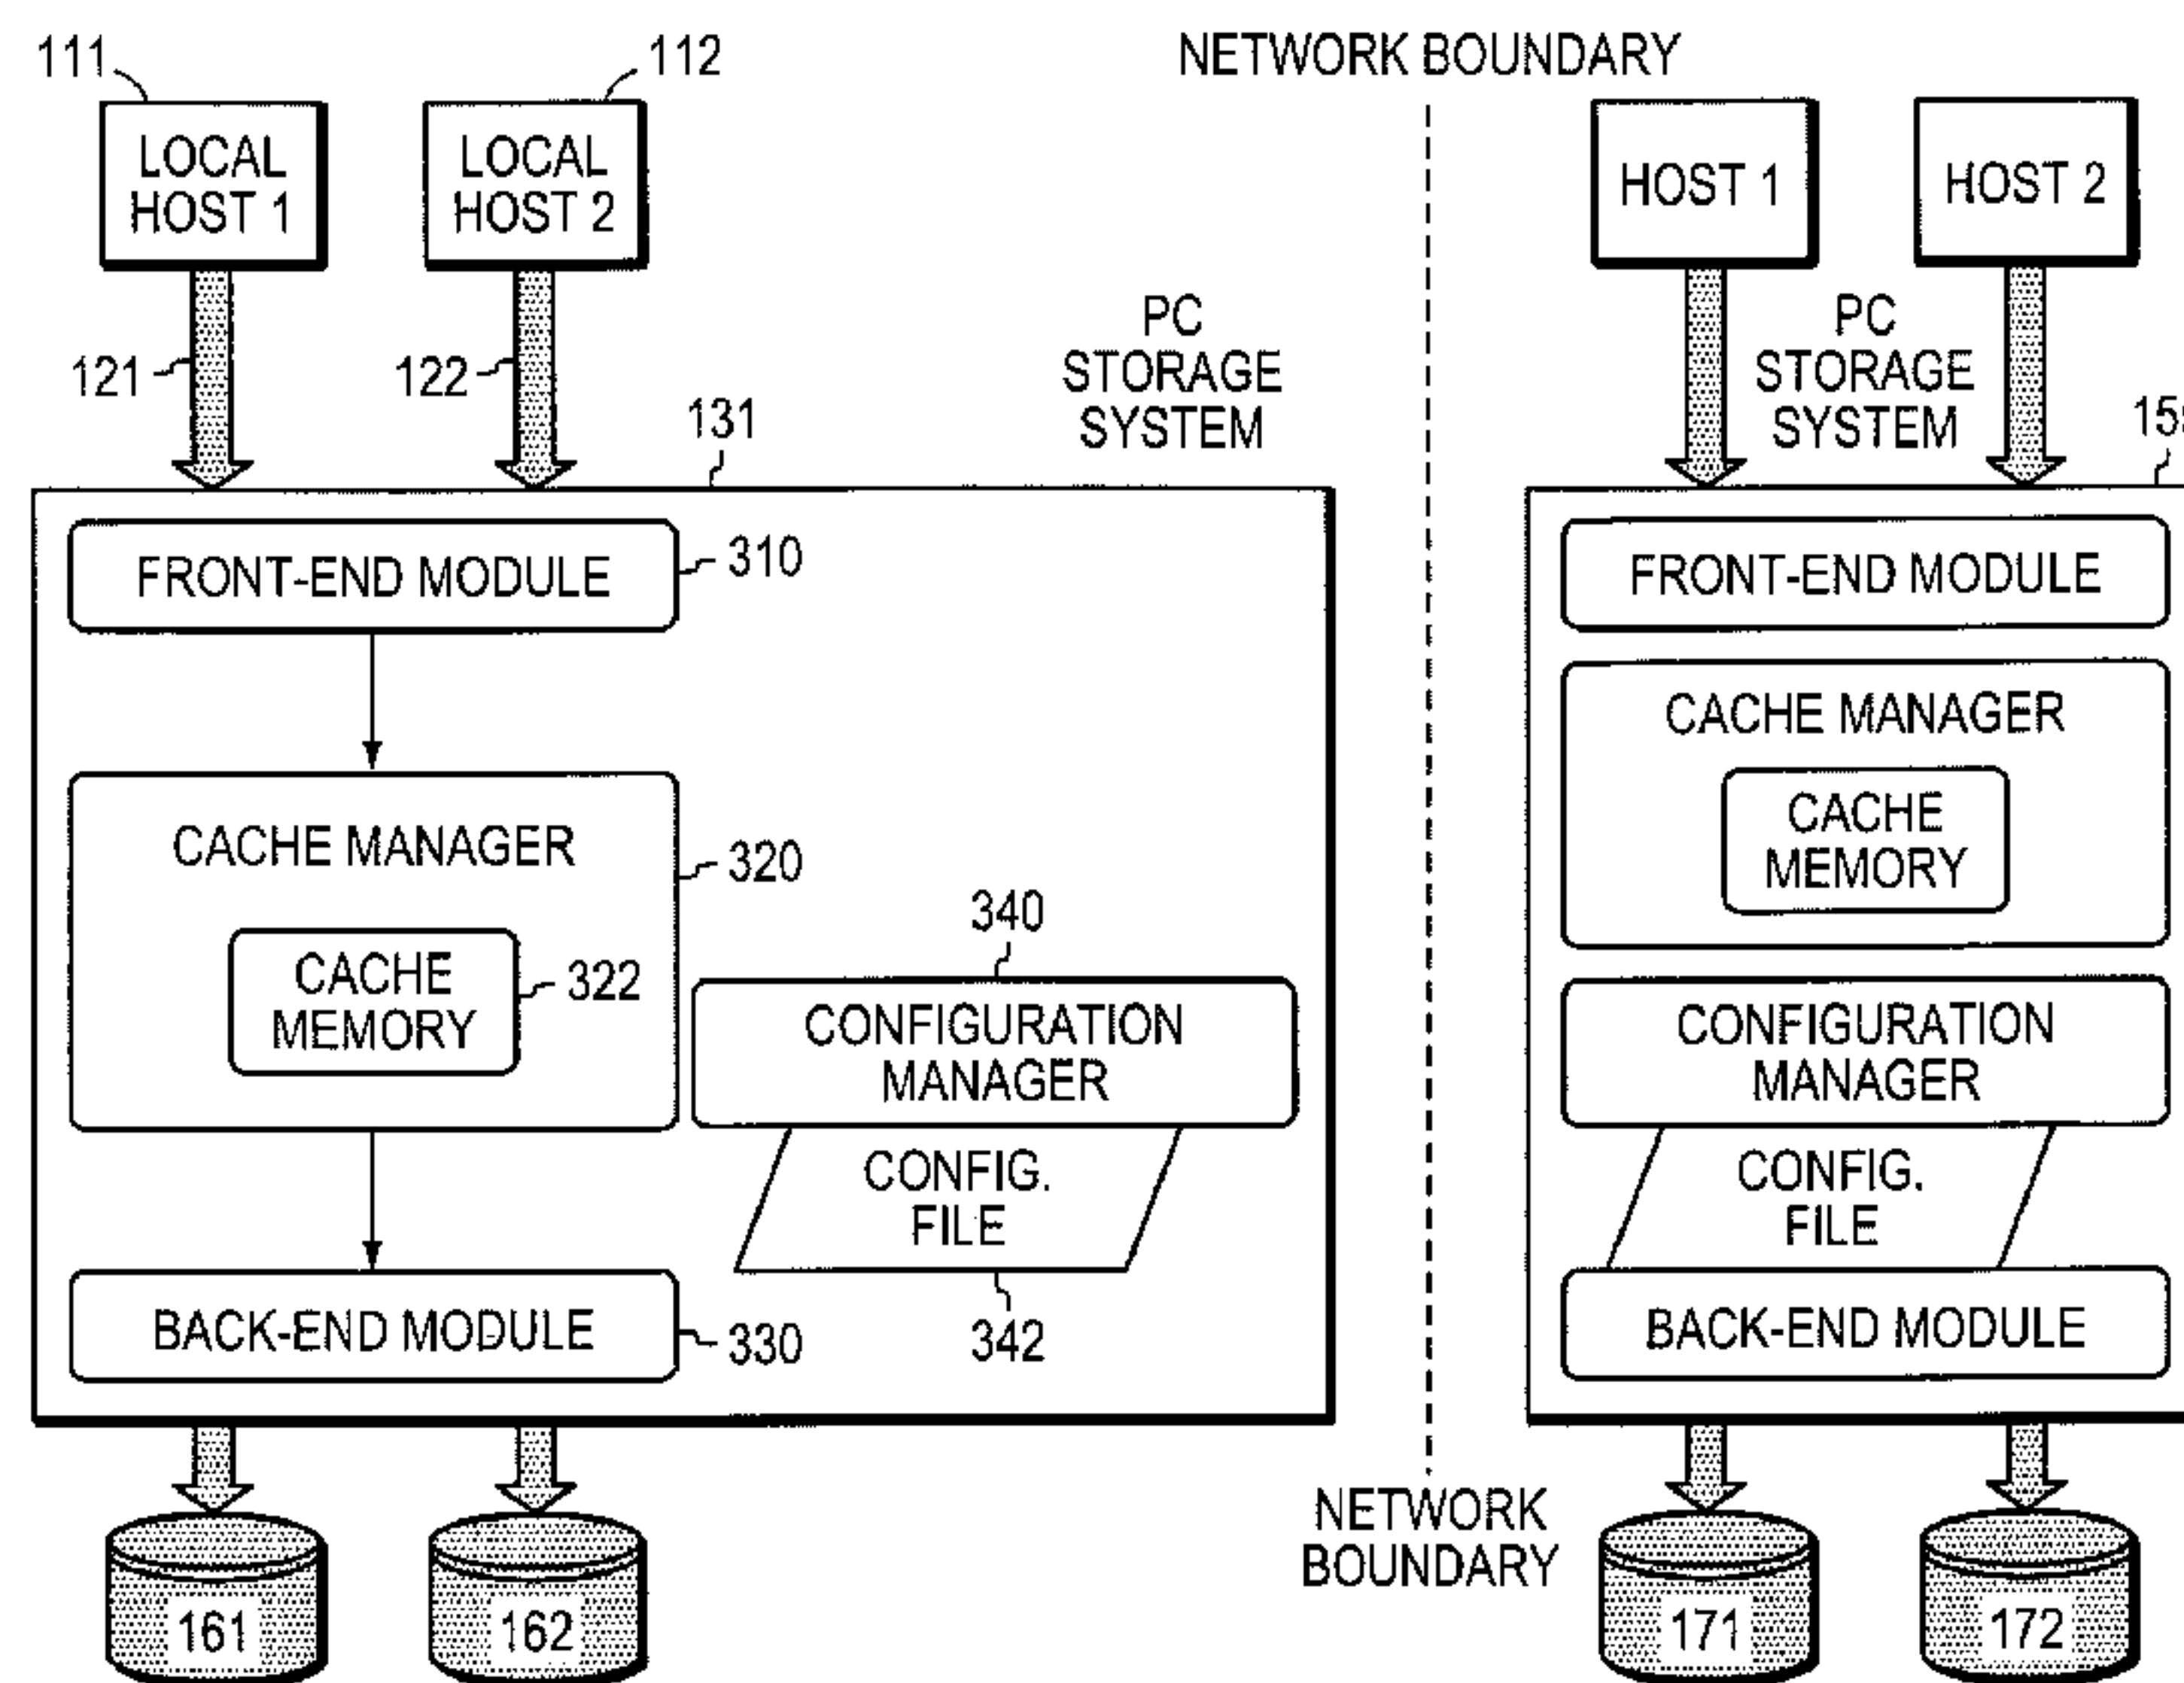 111
112
NETWORK BOUNDARY
LOCAL
HOST 1
LOCAL
HOST 2
HOST 1
HOST 2
121
122
131
PC
STORAGE
SYSTEM
PC
STORAGE
SYSTEM
FRONT-END MODULE
310
CACHE MANAGER
320
CACHE
MEMORY
322
340
CONFIGURATION
MANAGER
CONFIG.
FILE
342
BACK-END MODULE
330
161
162
NETWORK
BOUNDARY
FRONT-END MODULE
CACHE MANAGER
CACHE
MEMORY
CONFIGURATION
MANAGER
CONFIG.
FILE
BACK-END MODULE
171
172